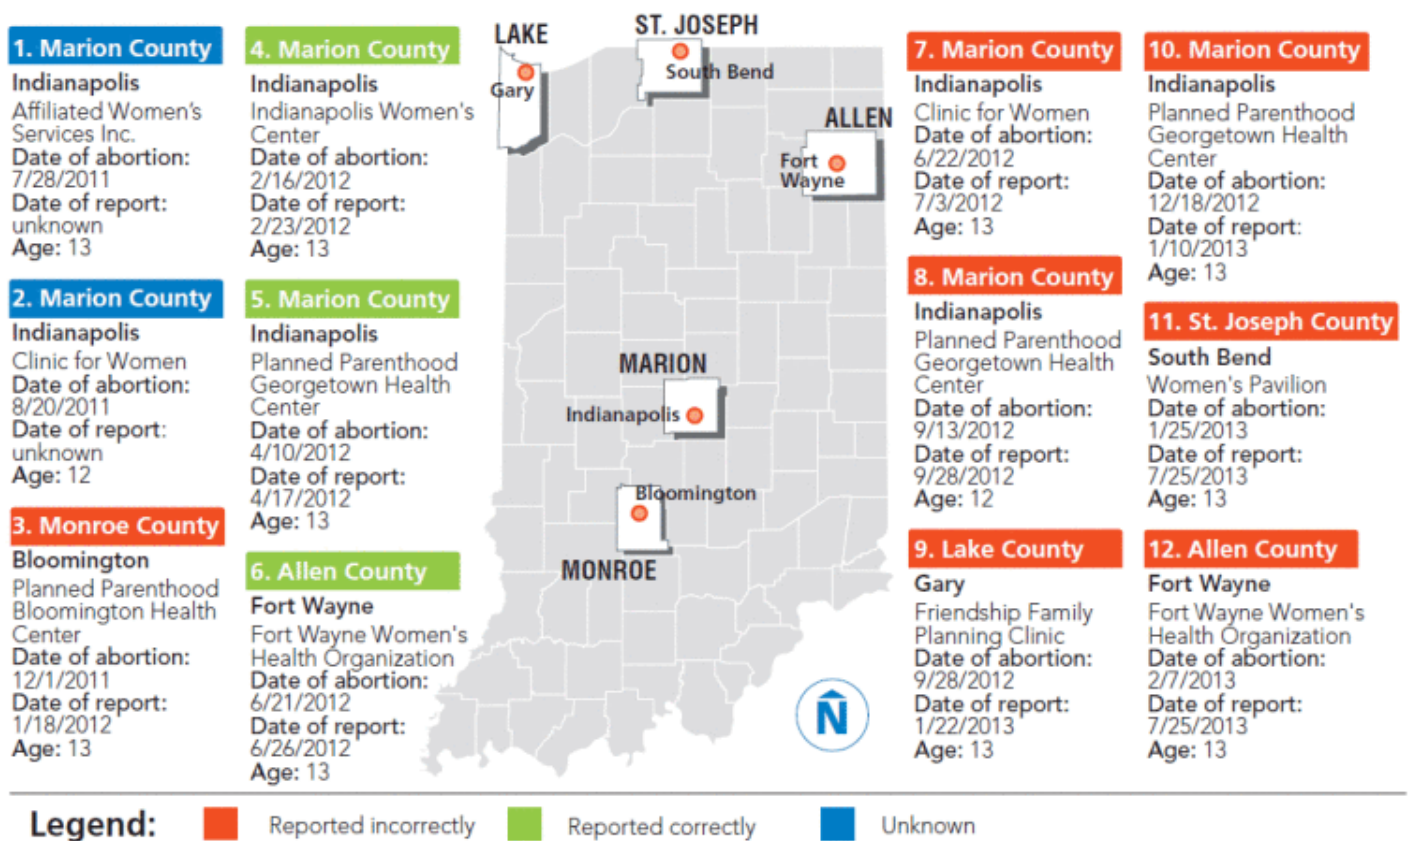 1. Marion County
Indianapolis
Affiliated Women's
Services Inc.
Date of abortion:
7/28/2011
Date of report:
unknown
Age: 13
2. Marion County
Indianapolis
Clinic for Women
Date of abortion:
8/20/2011
Date of report:
unknown
Age: 12
3. Monroe County
Bloomington
Planned Parenthood
Bloomington Health
Center
Date of abortion:
12/1/2011
Date of report:
1/18/2012
Age: 13
4. Marion County
Indianapolis
Indianapolis Women's
Center
Date of abortion:
2/16/2012
Date of report:
2/23/2012
Age: 13
5. Marion County
Indianapolis
Planned Parenthood
Georgetown Health
Center
Date of abortion:
4/10/2012
Date of report:
4/17/2012
Age: 13
6. Allen County
Fort Wayne
Fort Wayne Women's
Health Organization
Date of abortion:
6/21/2012
Date of report:
6/26/2012
Age: 13
LAKE
Gary
ST. JOSEPH
South Bend
ALLEN
Fort
Wayne
MARION
Indianapolis
Bloomington
MONROE
N
7. Marion County
Indianapolis
Clinic for Women
Date of abortion:
6/22/2012
Date of report:
7/3/2012
Age: 13
8. Marion County
Indianapolis
Planned Parenthood
Georgetown Health
Center
Date of abortion:
9/13/2012
Date of report:
9/28/2012
Age: 12
9. Lake County
Gary
Friendship Family
Planning Clinic
Date of abortion:
9/28/2012
Date of report:
1/22/2013
Age: 13
10. Marion County
Indianapolis
Planned Parenthood
Georgetown Health
Center
Date of abortion:
12/18/2012
Date of report:
1/10/2013
Age: 13
11. St. Joseph County
South Bend
Women's Pavilion
Date of abortion:
1/25/2013
Date of report:
7/25/2013
Age: 13
12. Allen County
Fort Wayne
Fort Wayne Women's
Health Organization
Date of abortion:
2/7/2013
Date of report:
7/25/2013
Age: 13
Legend:
Reported incorrectly
Reported correctly
Unknown